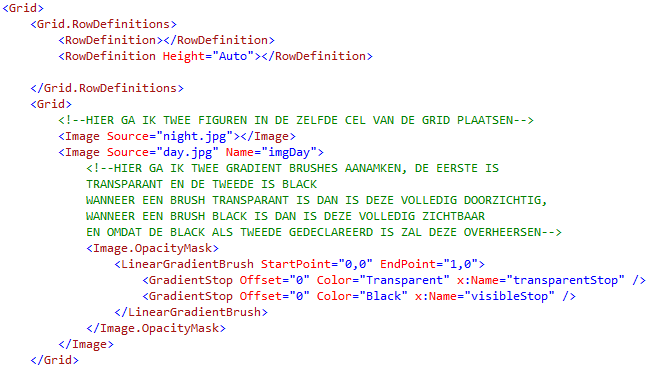 <Grid>
<Grid.RowDefinitions>
<RowDefinition></RowDefinition>
<RowDefinition Height="Auto"></RowDefinition>
</Grid.RowDefinitions>
<Grid>
<!--HIER GA IK TWEE FIGUREN IN DE ZELFDE CEL VAN DE GRID PLAATSEN-->
<Image Source="night.jpg"></Image>
<Image Source="day.jpg" Name="imgDay">
<!--HIER GA IK TWEE GRADIENT BRUSHES AANAMKEN, DE EERSTE IS
TRANSPARANT EN DE TWEEDE IS BLACK
WANNEER EEN BRUSH TRANSPARANT IS DAN IS DEZE VOLLEDIG DOORZICHTIG,
WANNEER EEN BRUSH BLACK IS DAN IS DEZE VOLLEDIG ZICHTBAAR
EN OMDAT DE BLACK ALS TWEEDE GEDECLAREERD IS ZAL DEZE OVERHEERSEN-->
<Image.OpacityMask>
<LinearGradientBrush StartPoint="0,0" EndPoint="1,0">
<GradientStop Offset="0" Color="Transparent" x:Name="transparentStop" />
<GradientStop Offset="0" Color="Black" x:Name="visibleStop" />
</LinearGradientBrush>
</Image.OpacityMask>
</Image>
</Grid>